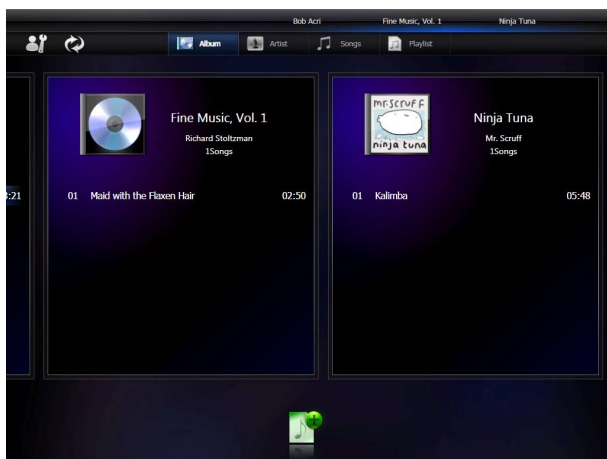 Bob Acri Fine Music, Vol. 1 Ninja Tuna
Album Artist Songs Playlist
Fine Music, Vol. 1
Richard Stoltzman
1Songs
01 Maid with the Flaxen Hair 02:50
mr.scruff
ninja tuna
Ninja Tuna
Mr. Scruff
1Songs
01 Kalimba 05:48
:21